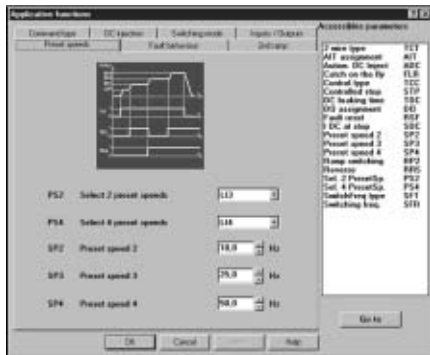 Application functions
Accessibles parameters
Command type
DC Injection
Switching mode
Inputs / Outputs
Preset speeds
Fault behaviour
2nd ramp
2 wire type TCT
AIT assignment AIT
Autom. DC Inject ADC
Catch on the fly FLR
Control type TCC
Controlled stop STP
DC braking time TDC
DO assignment DO
Fault reset RSF
I DC at stop SDC
Preset speed 2 SP2
Preset speed 3 SP3
Preset speed 4 SP4
Ramp switching RP2
Reverse RRS
Sel. 2 PresetSp. PS2
Sel. 4 PresetSp. PS4
SwitchFreq type SFT
Switching freq. SFR
PS2 Select 2 preset speeds LI3
PS4 Select 4 preset speeds LI4
SP2 Preset speed 2 10,0 Hz
SP3 Preset speed 3 25,0 Hz
SP4 Preset speed 4 50,0 Hz
Go to
OK
Cancel
Help